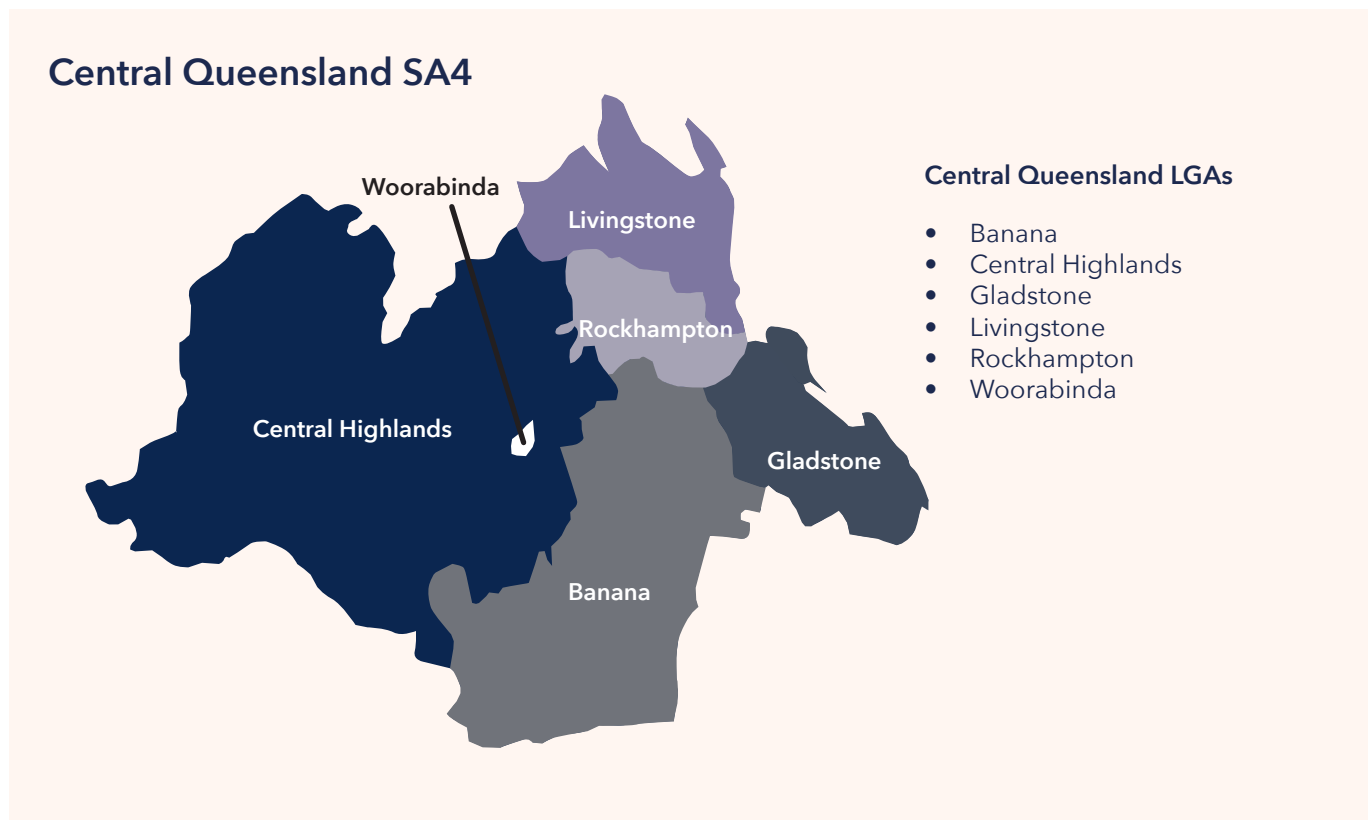 Central Queensland SA4
Woorabinda
Livingstone
Rockhampton
Central Highlands
Gladstone
Banana
Central Queensland LGAs
• Banana
• Central Highlands
• Gladstone
• Livingstone
• Rockhampton
• Woorabinda